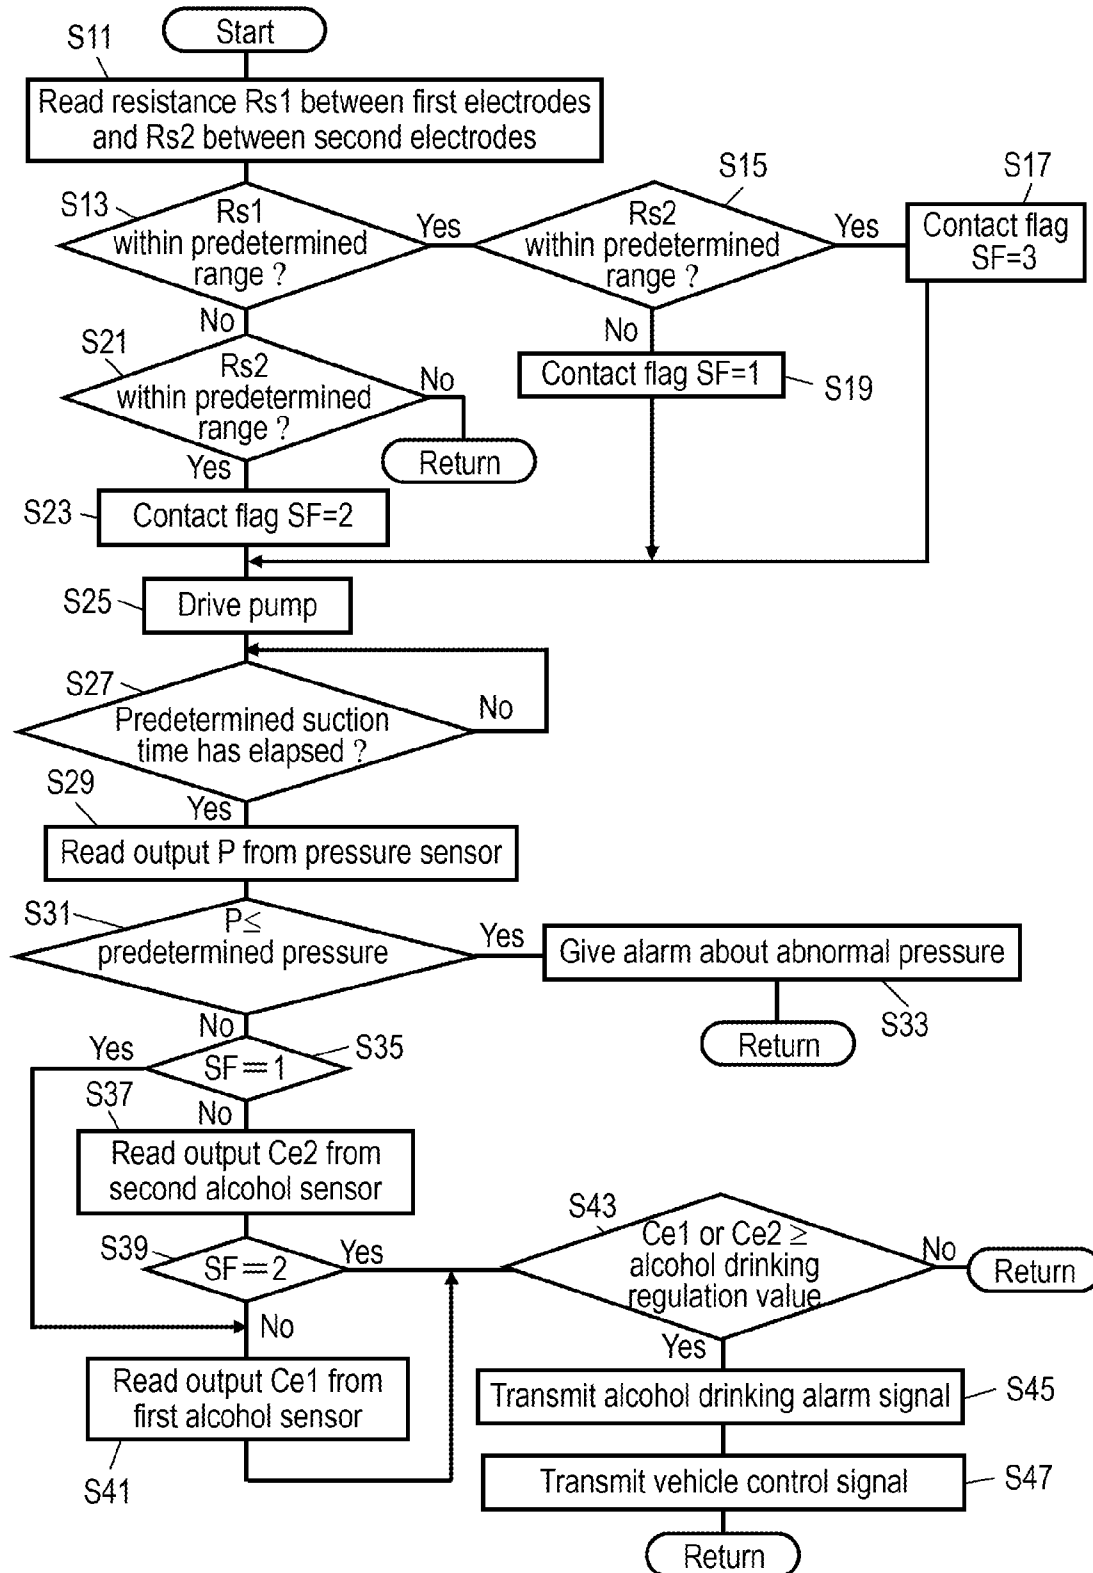 Start
S11
Read resistance Rs1 between first electrodes
and Rs2 between second electrodes
S13
Rs1
within predetermined
range ?
Yes
No
S15
Rs2
within predetermined
range ?
Yes
No
S17
Contact flag
SF=3
Contact flag SF=1
S19
S21
Rs2
within predetermined
range ?
No
Return
Yes
S23
Contact flag SF=2
S25
Drive pump
S27
Predetermined suction
time has elapsed ?
No
Yes
S29
Read output P from pressure sensor
S31
P≤
predetermined pressure
Yes
Give alarm about abnormal pressure
S33
Return
No
S35
SF=1
Yes
No
S37
Read output Ce2 from
second alcohol sensor
S39
SF=2
Yes
No
Read output Ce1 from
first alcohol sensor
S41
S43
Ce1 or Ce2 ≥
alcohol drinking
regulation value
No
Return
Yes
Transmit alcohol drinking alarm signal
S45
Transmit vehicle control signal
S47
Return